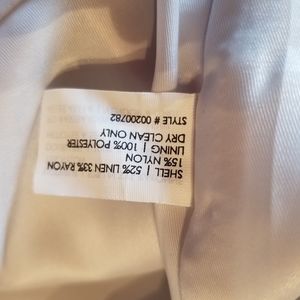 SHELL | 52% LINEN 33% RAYON
15% NYLON
LINING | 100% POLYESTER
DRY CLEAN ONLY
STYLE # 00200782